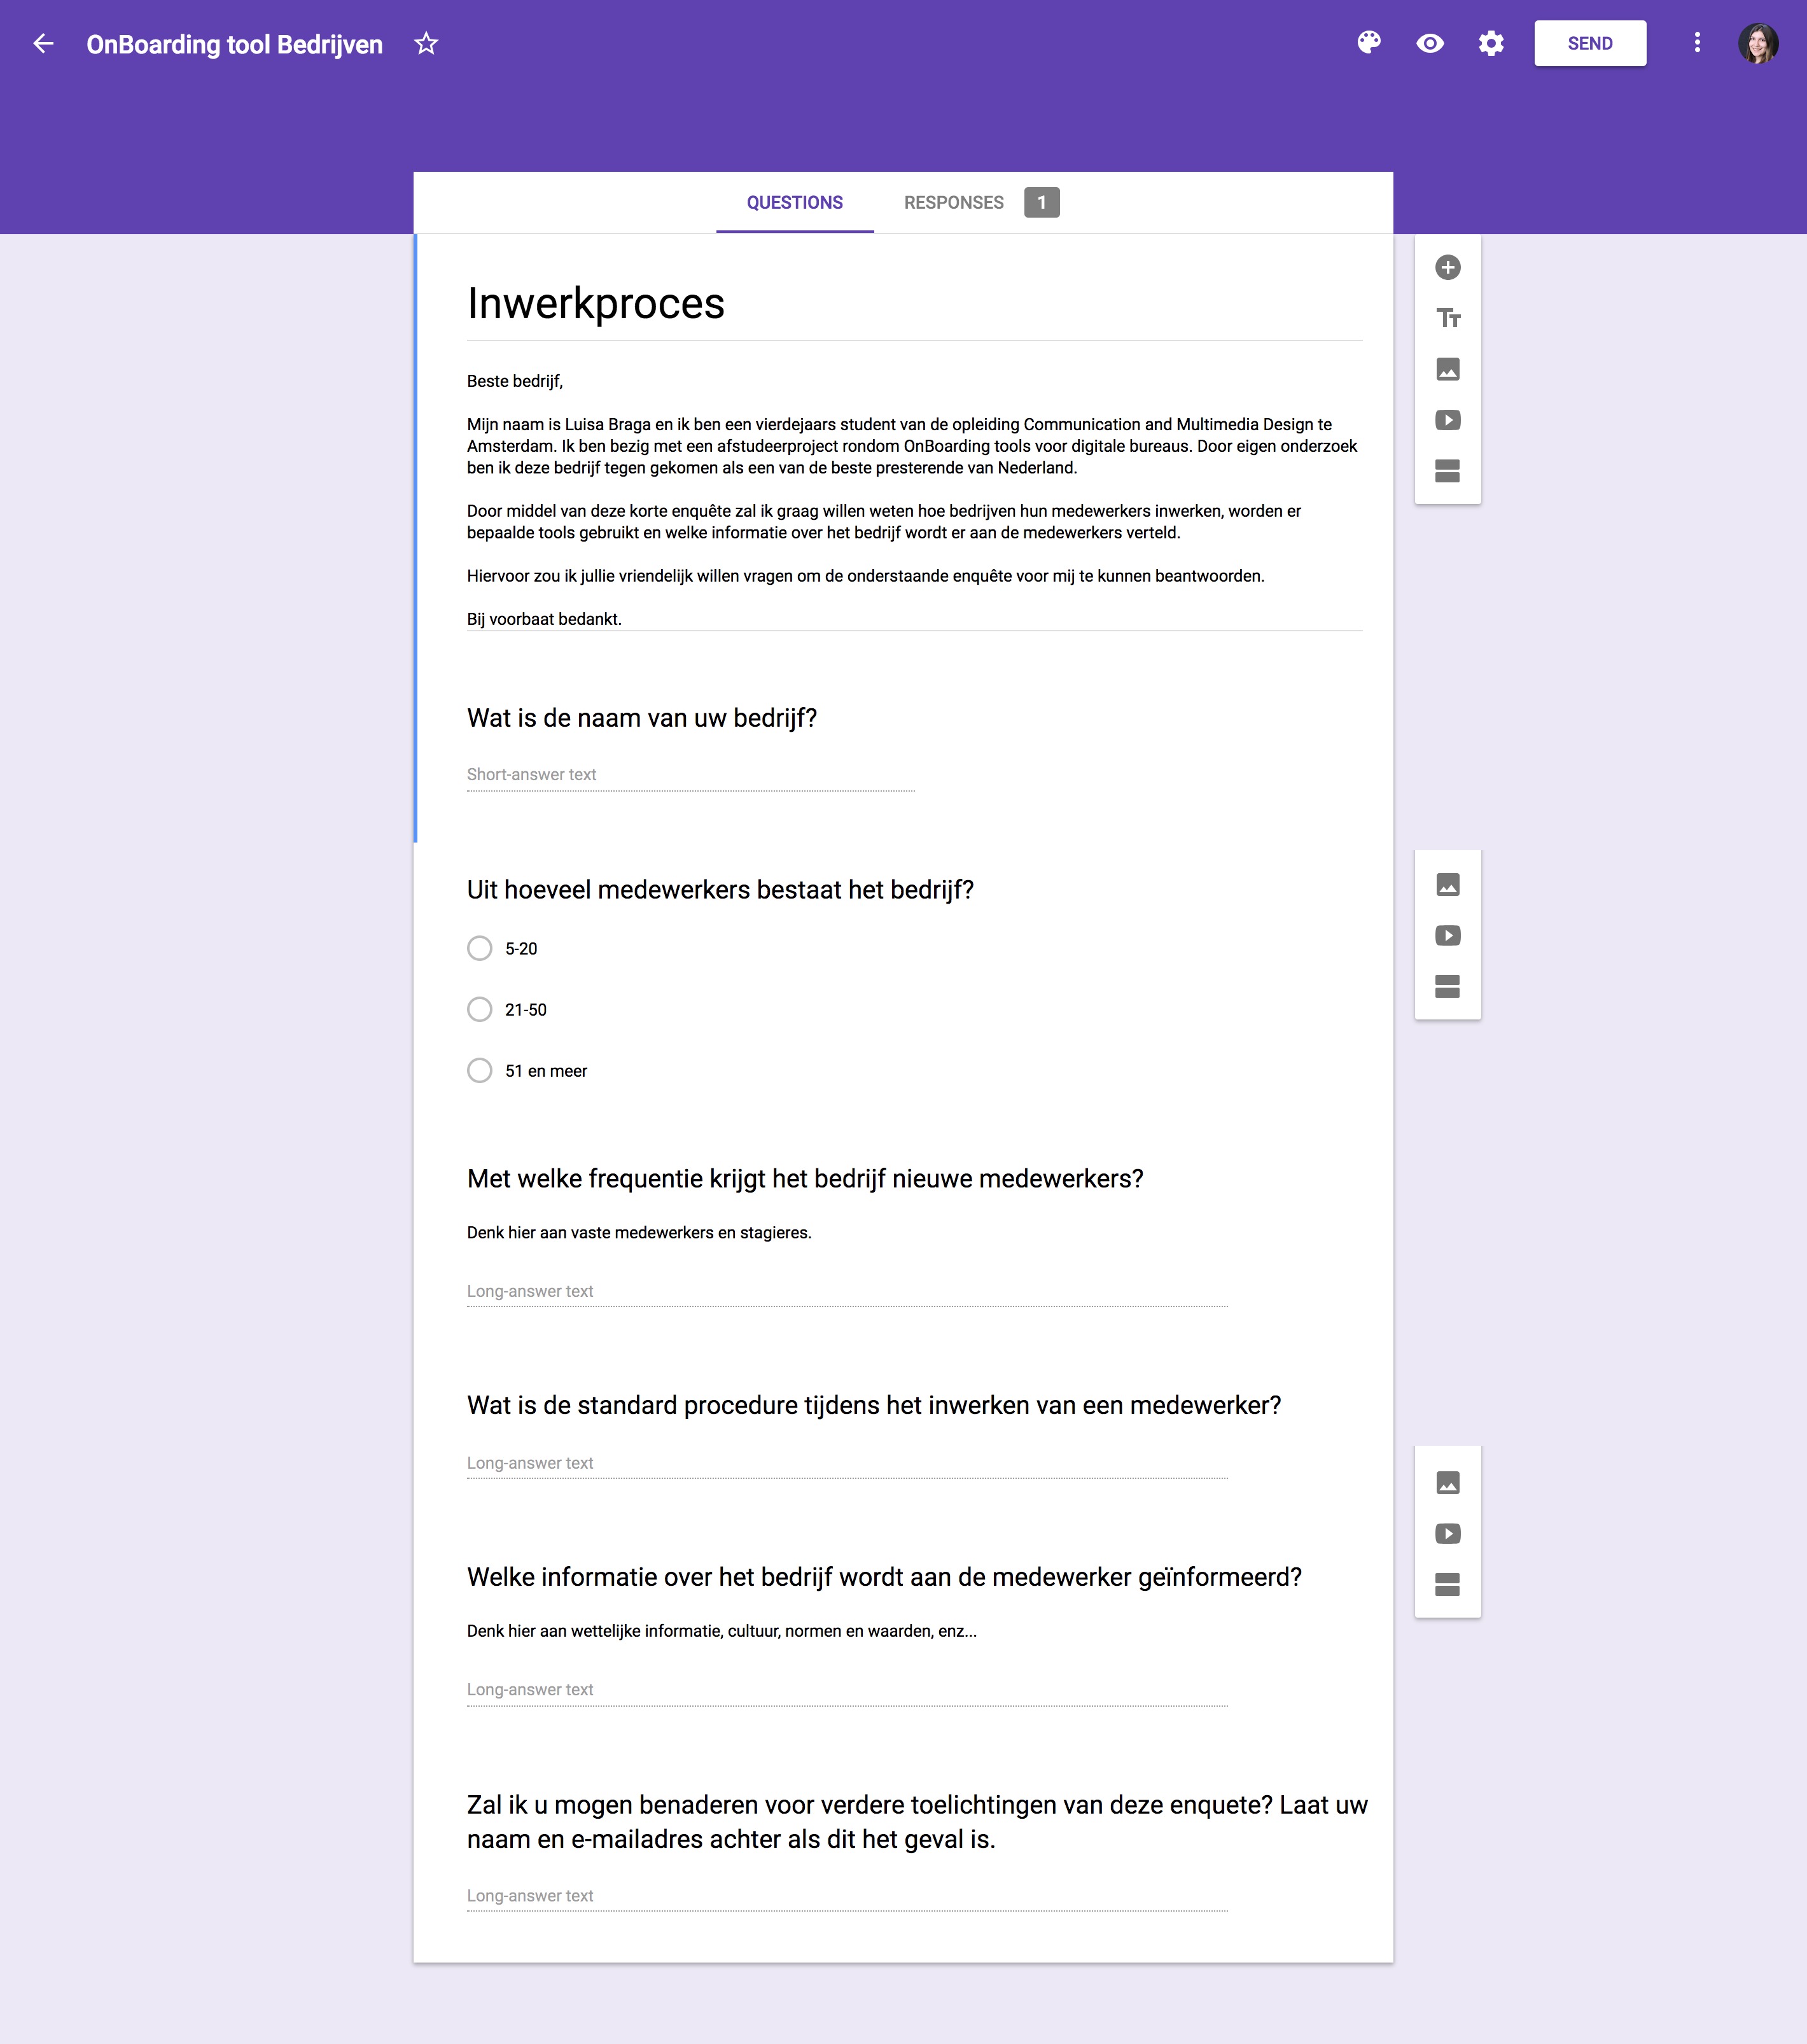 OnBoarding tool Bedrijven
SEND
QUESTIONS
RESPONSES
1
Inwerkproces
Beste bedrijf,
Mijn naam is Luisa Braga en ik ben een vierdejaars student van de opleiding Communication and Multimedia Design te
Amsterdam. Ik ben bezig met een afstudeerproject rondom OnBoarding tools voor digitale bureaus. Door eigen onderzoek
ben ik deze bedrijf tegen gekomen als een van de beste presterende van Nederland.
Door middel van deze korte enquête zal ik graag willen weten hoe bedrijven hun medewerkers inwerken, worden er
bepaalde tools gebruikt en welke informatie over het bedrijf wordt er aan de medewerkers verteld.
Hiervoor zou ik jullie vriendelijk willen vragen om de onderstaande enquête voor mij te kunnen beantwoorden.
Bij voorbaat bedankt.
Wat is de naam van uw bedrijf?
Short-answer text
Uit hoeveel medewerkers bestaat het bedrijf?
5-20
21-50
51 en meer
Met welke frequentie krijgt het bedrijf nieuwe medewerkers?
Denk hier aan vaste medewerkers en stagieres.
Long-answer text
Wat is de standard procedure tijdens het inwerken van een medewerker?
Long-answer text
Welke informatie over het bedrijf wordt aan de medewerker geïnformeerd?
Denk hier aan wettelijke informatie, cultuur, normen en waarden, enz...
Long-answer text
Zal ik u mogen benaderen voor verdere toelichtingen van deze enquete? Laat uw
naam en e-mailadres achter als dit het geval is.
Long-answer text